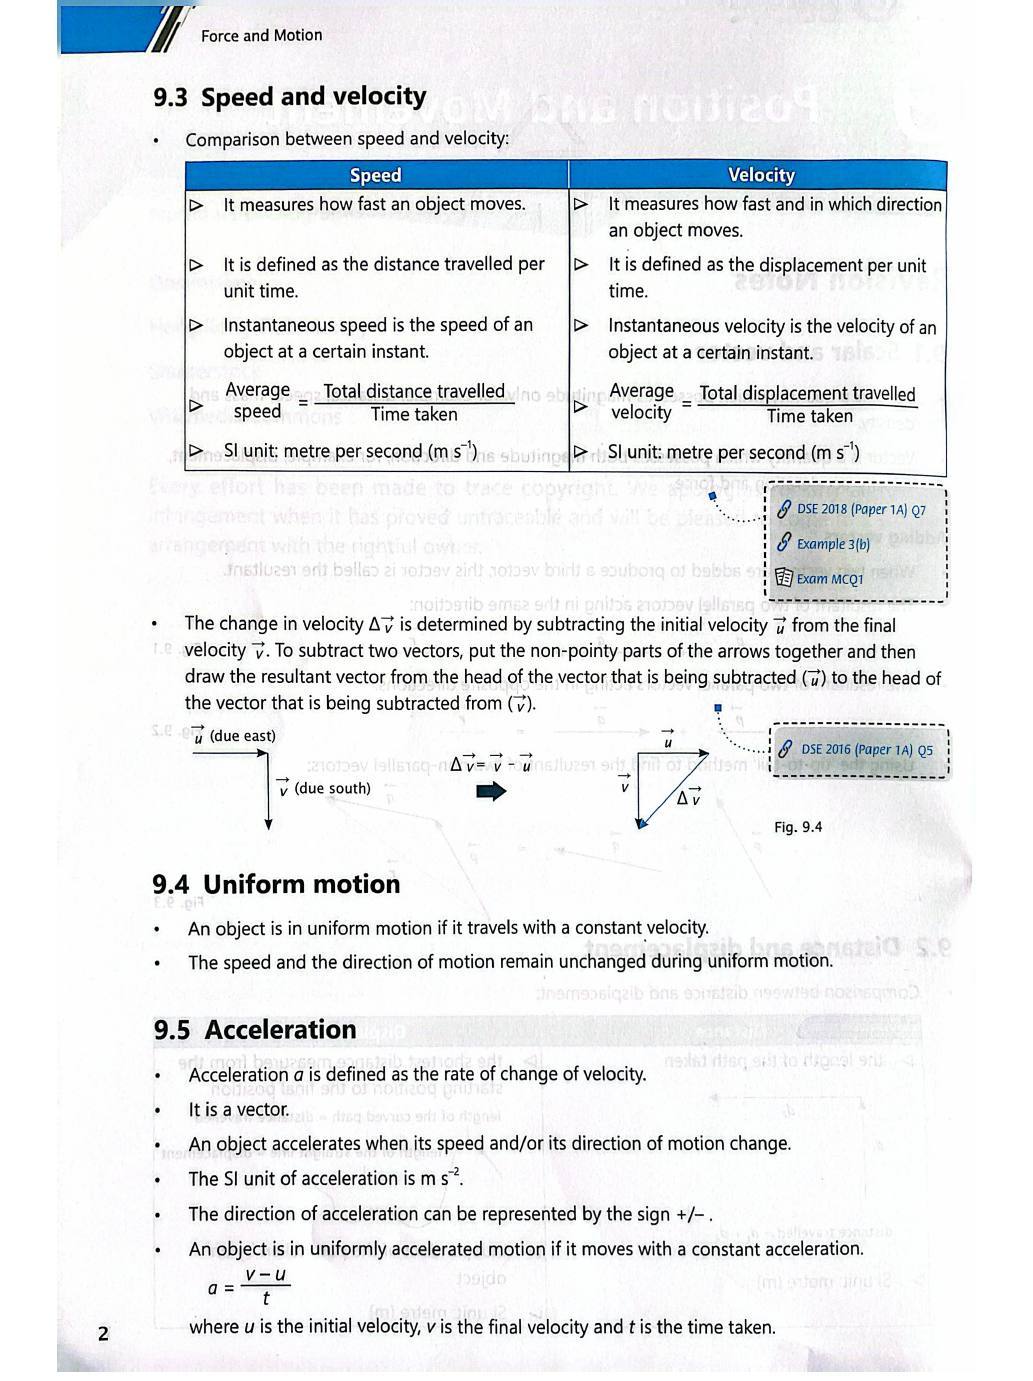 Force and Motion
9.3 Speed and velocity
• Comparison between speed and velocity:
Speed
Velocity
▷ It measures how fast an object moves.
▷ It measures how fast and in which direction
an object moves.
▷ It is defined as the distance travelled per
unit time.
▷ It is defined as the displacement per unit
time.
▷ Instantaneous speed is the speed of an
object at a certain instant.
▷ Instantaneous velocity is the velocity of an
object at a certain instant.
▷ Average speed = Total distance travelled / Time taken
▷ Average velocity = Total displacement travelled / Time taken
▷ SI unit: metre per second (m s⁻¹)
▷ SI unit: metre per second (m s⁻¹)
DSE 2018 (Paper 1A) Q7
Example 3(b)
Exam MCQ1
• The change in velocity Δv⃗ is determined by subtracting the initial velocity u⃗ from the final
velocity v⃗. To subtract two vectors, put the non-pointy parts of the arrows together and then
draw the resultant vector from the head of the vector that is being subtracted (u⃗) to the head of
the vector that is being subtracted from (v⃗).
u⃗ (due east)
v⃗ (due south)
Δv⃗ = v⃗ - u⃗
u⃗
v⃗
Δv⃗
DSE 2016 (Paper 1A) Q5
Fig. 9.4
9.4 Uniform motion
• An object is in uniform motion if it travels with a constant velocity.
• The speed and the direction of motion remain unchanged during uniform motion.
9.5 Acceleration
• Acceleration a is defined as the rate of change of velocity.
• It is a vector.
• An object accelerates when its speed and/or its direction of motion change.
• The SI unit of acceleration is m s⁻².
• The direction of acceleration can be represented by the sign +/– .
• An object is in uniformly accelerated motion if it moves with a constant acceleration.
a = v – u / t
where u is the initial velocity, v is the final velocity and t is the time taken.
2